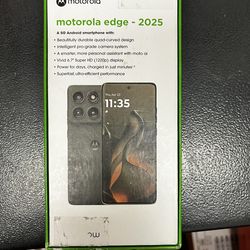 motorola
motorola edge - 2025
A 5G Android smartphone with:
• Beautifully durable quad-curved design
• Intelligent pro-grade camera system
• A smarter, more personal assistant with moto ai
• Vivid 6.7" Super HD (1220p) display
• Power for days, charged in just minutes
• Superfast ultra-efficient performance
11:35